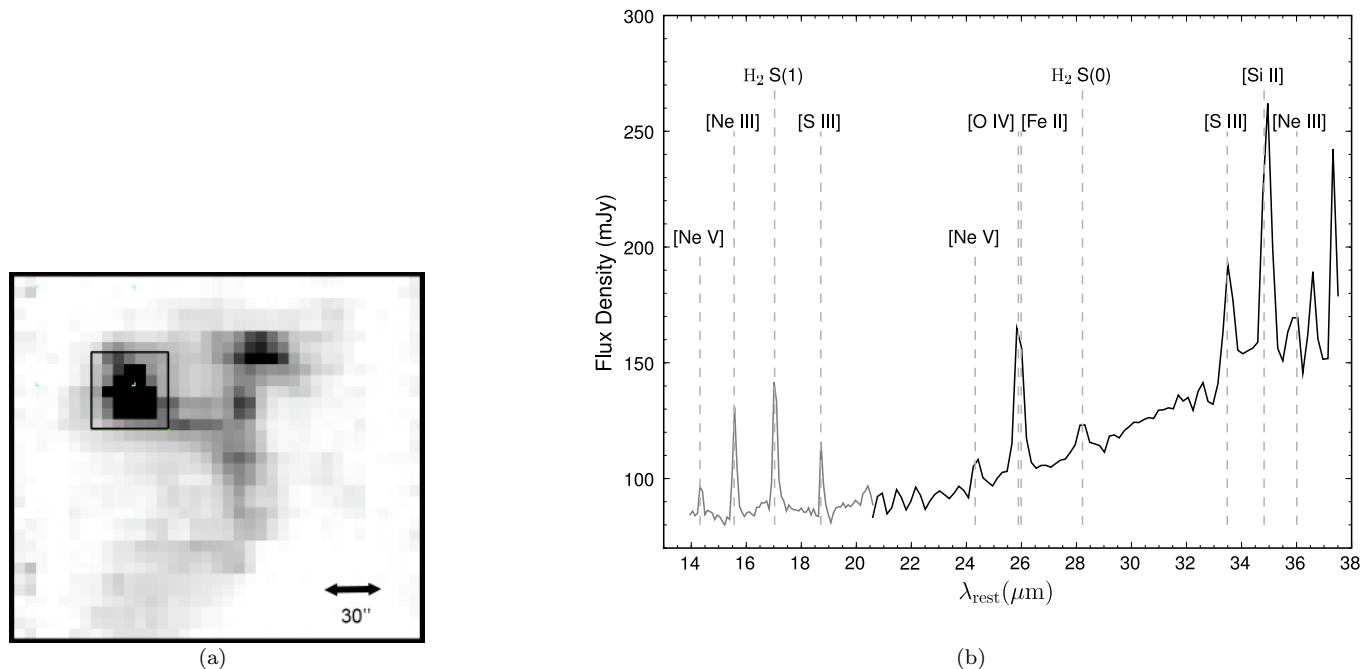 30"
(a)
300
250
200
150
100
Flux Density (mJy)
H₂ S(1)
H₂ S(0)
[Si II]
[Ne III]
[S III]
[O IV]
[Fe II]
[S III]
[Ne III]
[Ne V]
[Ne V]
14 16 18 20 22 24 26 28 30 32 34 36 38
λrest(μm)
(b)